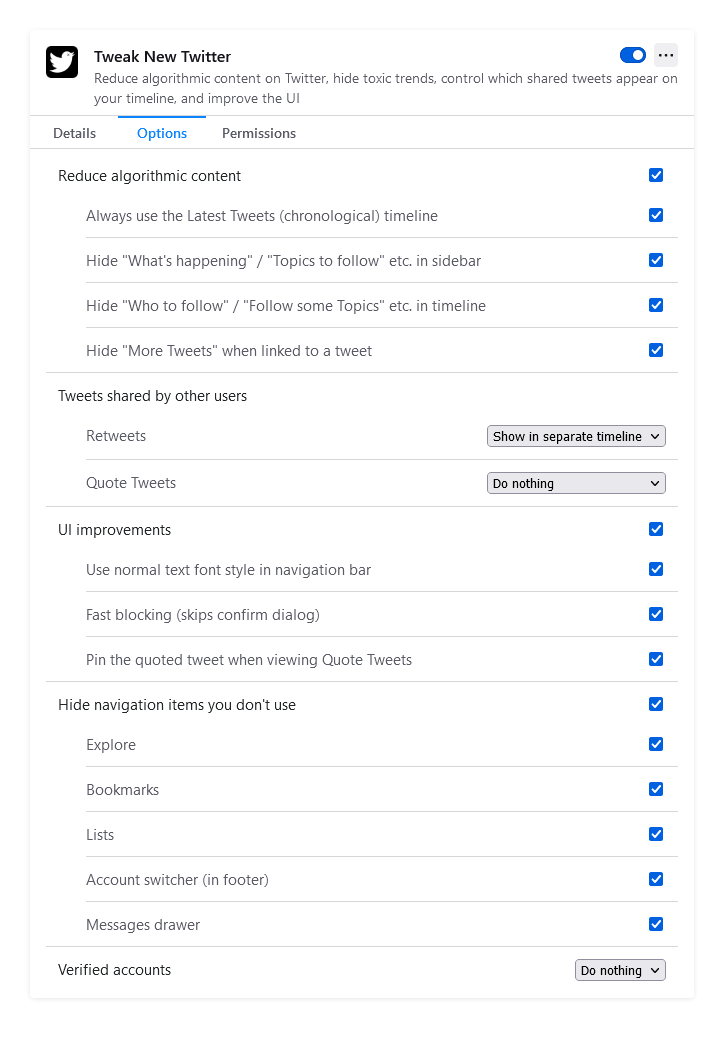 Tweak New Twitter
Reduce algorithmic content on Twitter, hide toxic trends, control which shared tweets appear on
your timeline, and improve the UI
Details Options Permissions
Reduce algorithmic content
Always use the Latest Tweets (chronological) timeline
Hide "What's happening" / "Topics to follow" etc. in sidebar
Hide "Who to follow" / "Follow some Topics" etc. in timeline
Hide "More Tweets" when linked to a tweet
Tweets shared by other users
Retweets Show in separate timeline
Quote Tweets Do nothing
UI improvements
Use normal text font style in navigation bar
Fast blocking (skips confirm dialog)
Pin the quoted tweet when viewing Quote Tweets
Hide navigation items you don't use
Explore
Bookmarks
Lists
Account switcher (in footer)
Messages drawer
Verified accounts Do nothing